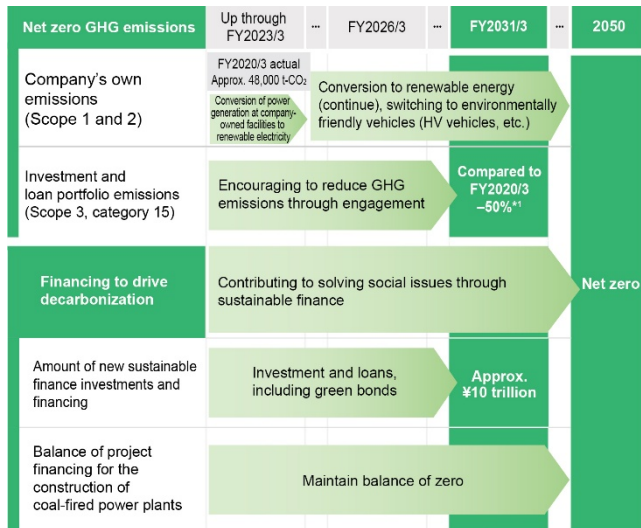 Net zero GHG emissions
Up through
FY2023/3
...
FY2026/3
...
FY2031/3
...
2050
Company's own
emissions
(Scope 1 and 2)
FY2020/3 actual
Approx. 48,000 t-CO₂
Conversion of power
generation at company-
owned facilities to
renewable electricity
Conversion to renewable energy
(continue), switching to environmentally
friendly vehicles (HV vehicles, etc.)
Investment and
loan portfolio emissions
(Scope 3, category 15)
Encouraging to reduce GHG
emissions through engagement
Compared to
FY2020/3
–50%*¹
Financing to drive
decarbonization
Contributing to solving social issues through
sustainable finance
Net zero
Amount of new sustainable
finance investments and
financing
Investment and loans,
including green bonds
Approx.
¥10 trillion
Balance of project
financing for the
construction of
coal-fired power plants
Maintain balance of zero